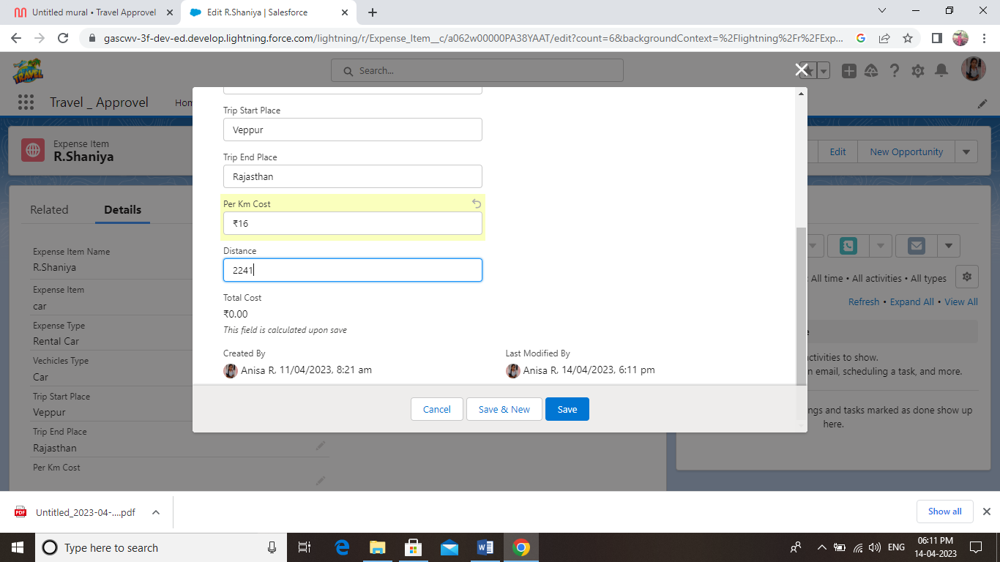 Untitled mural • Travel Approvel
Edit R.Shaniya | Salesforce
gascwv-3f-dev-ed.develop.lightning.force.com/lightning/r/Expense_Item__c/a062w00000PA38YAAT/edit?count=6&backgroundContext=%2Flightning%2Fr%2FExp...
TRAVEL
Search...
Travel _ Approvel
Hon
Expense Item
R.Shaniya
Edit
New Opportunity
Related
Details
Expense Item Name
R.Shaniya
Expense Item
car
Expense Type
Rental Car
Vechicles Type
Car
Trip Start Place
Veppur
Trip End Place
Rajasthan
Per Km Cost
Trip Start Place
Veppur
Trip End Place
Rajasthan
Per Km Cost
₹16
Distance
2241
Total Cost
₹0.00
This field is calculated upon save
Created By
Anisa R, 11/04/2023, 8:21 am
Last Modified By
Anisa R, 14/04/2023, 6:11 pm
Cancel
Save & New
Save
: All time • All activities • All types
Refresh • Expand All • View All
ctivities to show.
n email, scheduling a task, and more.
ngs and tasks marked as done show up
here.
Untitled_2023-04-....pdf
Show all
Type here to search
ENG
06:11 PM
14-04-2023